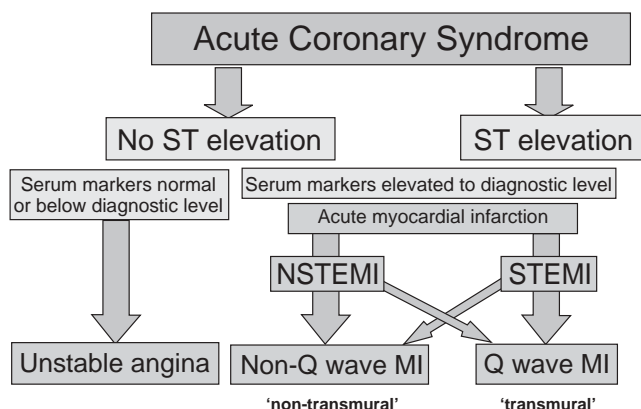 Acute Coronary Syndrome
No ST elevation
ST elevation
Serum markers normal
or below diagnostic level
Serum markers elevated to diagnostic level
Acute myocardial infarction
NSTEMI
STEMI
Unstable angina
Non-Q wave MI
Q wave MI
‘non-transmural’
‘transmural’